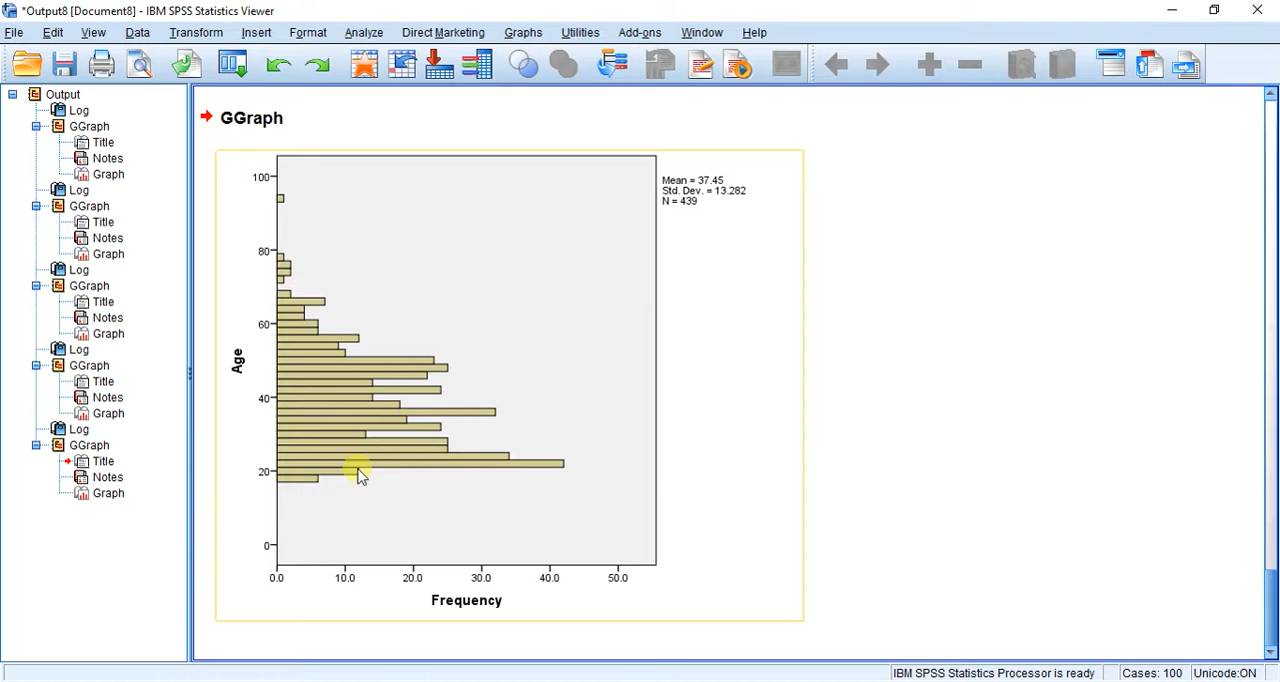 *Output8 [Document8] - IBM SPSS Statistics Viewer
File Edit View Data Transform Insert Format Analyze Direct Marketing Graphs Utilities Add-ons Window Help
Output
Log
GGraph
Title
Notes
Graph
Log
GGraph
Title
Notes
Graph
Log
GGraph
Title
Notes
Graph
Log
GGraph
Title
Notes
Graph
Log
GGraph
Title
Notes
Graph
GGraph
Mean = 37.45
Std. Dev. = 13.282
N = 439
100
80
60
40
20
0
Age
0.0 10.0 20.0 30.0 40.0 50.0
Frequency
IBM SPSS Statistics Processor is ready Cases: 100 Unicode:ON